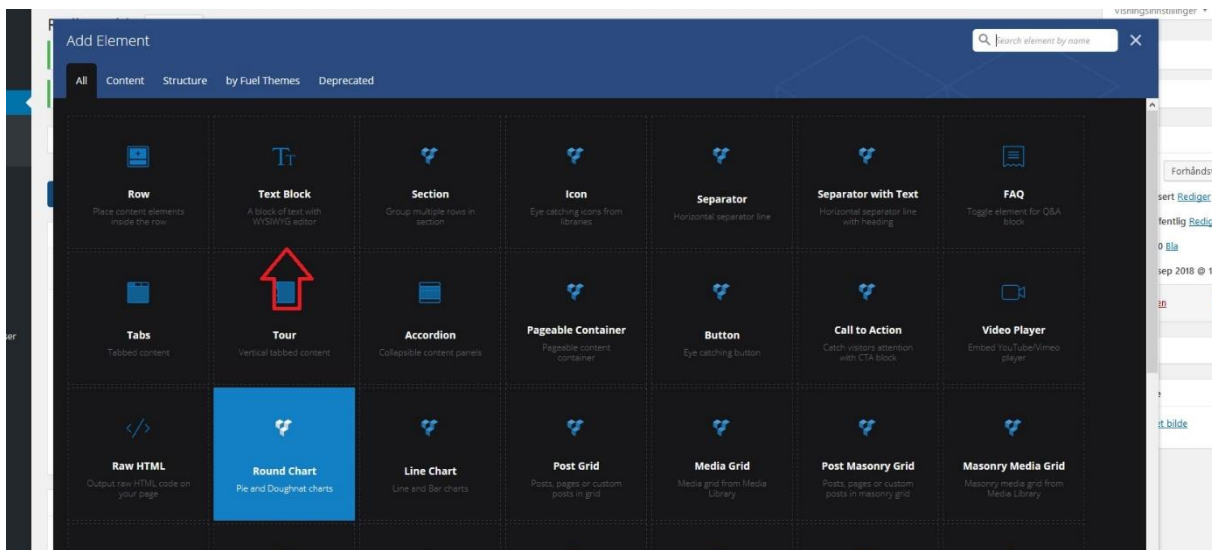 Visningsinnstillinger
Add Element
Search element by name
All Content Structure by Fuel Themes Deprecated
Row
Place content elements
inside the row
Text Block
A block of text with
WYSIWYG editor
Section
Group multiple rows in
section
Icon
Eye catching icons from
libraries
Separator
Horizontal separator line
Separator with Text
Horizontal separator line
with heading
FAQ
Toggle element for Q&A
block
Tabs
Tabbed content
Tour
Vertical tabbed content
Accordion
Collapsible content panels
Pageable Container
Pageable content
container
Button
Eye catching button
Call to Action
Catch visitors attention
with CTA block
Video Player
Embed YouTube/Vimeo
player
Raw HTML
Output raw HTML code on
your page
Round Chart
Pie and Doughnat charts
Line Chart
Line and Bar charts
Post Grid
Posts, pages or custom
posts in grid
Media Grid
Media grid from Media
Library
Post Masonry Grid
Posts, pages or custom
posts in masonry grid
Masonry Media Grid
Masonry media grid from
Media Library
Forhåndsv
sert Rediger
fentlig Redig
0 Bla
sep 2018 @ 1
en
et bilde
ser